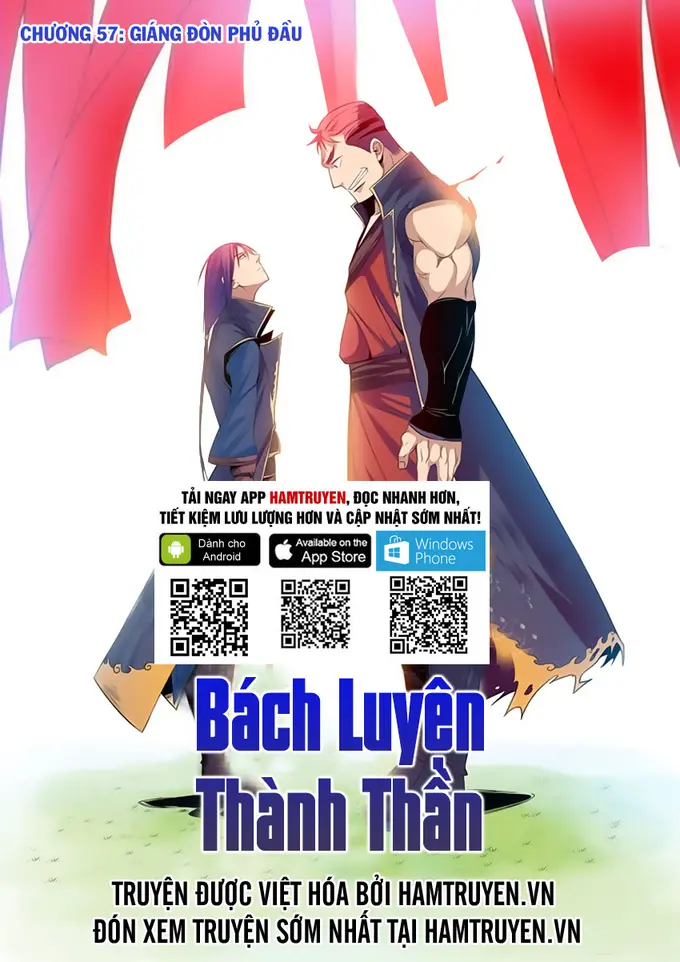 CHƯƠNG 57: GIÁNG ĐÒN PHỦ ĐẦU
TẢI NGAY APP HAMTRUYEN, ĐỌC NHANH HƠN,
TIẾT KIỆM LƯU LƯỢNG HƠN VÀ CẬP NHẬT SỚM NHẤT!
Dành cho
Android
Available on the
App Store
Windows
Phone
Bách Luyện
Thành Thần
TRUYỆN ĐƯỢC VIỆT HÓA BỞI HAMTRUYEN.VN
ĐÓN XEM TRUYỆN SỚM NHẤT TẠI HAMTRUYEN.VN